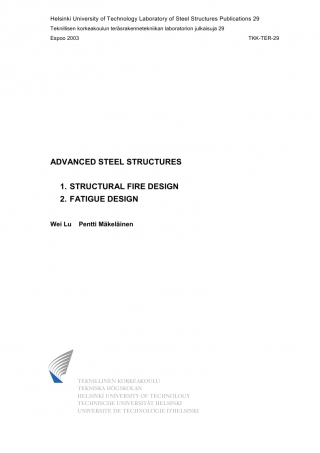 Helsinki University of Technology Laboratory of Steel Structures Publications 29
Teknillisen korkeakoulun teräsrakennetekniikan laboratorion julkaisuja 29
Espoo 2003 TKK-TER-29
ADVANCED STEEL STRUCTURES
1. STRUCTURAL FIRE DESIGN
2. FATIGUE DESIGN
Wei Lu Pentti Mäkeläinen
TEKNILLINEN KORKEAKOULU
TEKNISKA HÖGSKOLAN
HELSINKI UNIVERSITY OF TECHNOLOGY
TECHNISCHE UNIVERSITÄT HELSINKI
UNIVERSITE DE TECHNOLOGIE D'HELSINKI